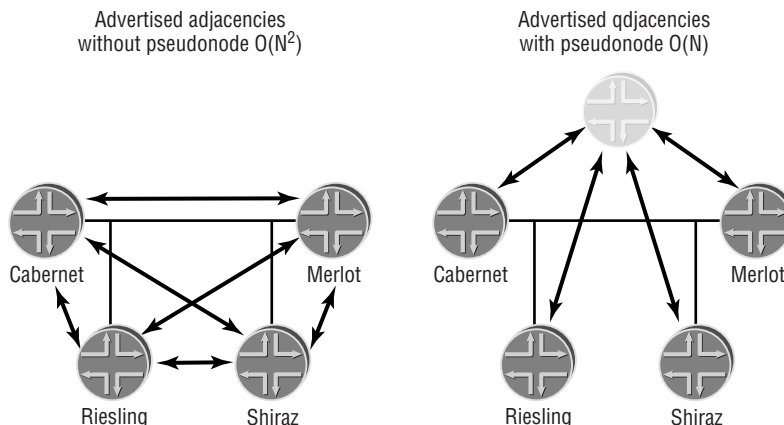 Advertised adjacencies
without pseudonode O(N²)
Advertised qdjacencies
with pseudonode O(N)
Cabernet
Merlot
Riesling
Shiraz
Cabernet
Merlot
Riesling
Shiraz